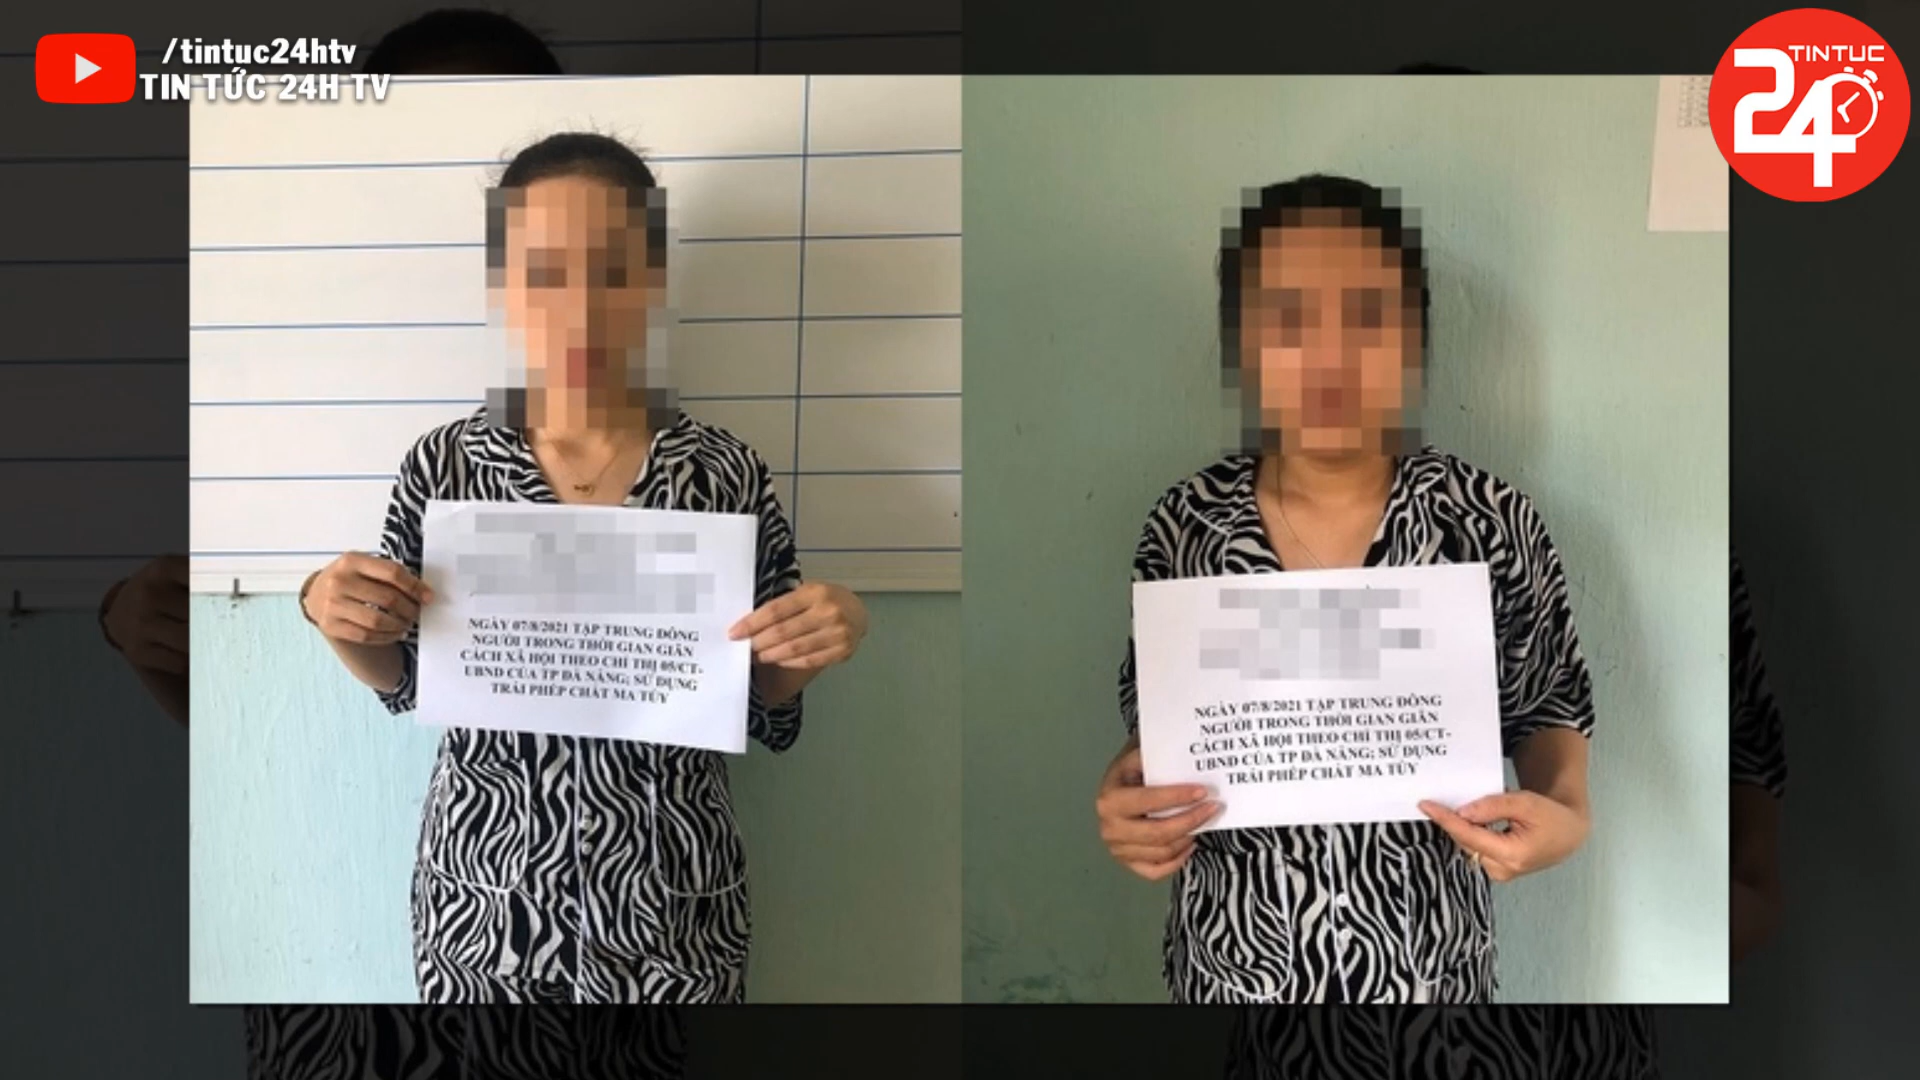 /tintuc24htv
TIN TỨC 24H TV
TINTUC
24
NGÀY 07/8/2021 TẬP TRUNG ĐÔNG
NGƯỜI TRONG THỜI GIAN GIÃN
CÁCH XÃ HỘI THEO CHỈ THỊ 05/CT-
UBND CỦA TP ĐÀ NẴNG; SỬ DỤNG
TRÁI PHÉP CHẤT MA TÚY
NGÀY 07/8/2021 TẬP TRUNG ĐÔNG
NGƯỜI TRONG THỜI GIAN GIÃN
CÁCH XÃ HỘI THEO CHỈ THỊ 05/CT-
UBND CỦA TP ĐÀ NẴNG; SỬ DỤNG
TRÁI PHÉP CHẤT MA TÚY